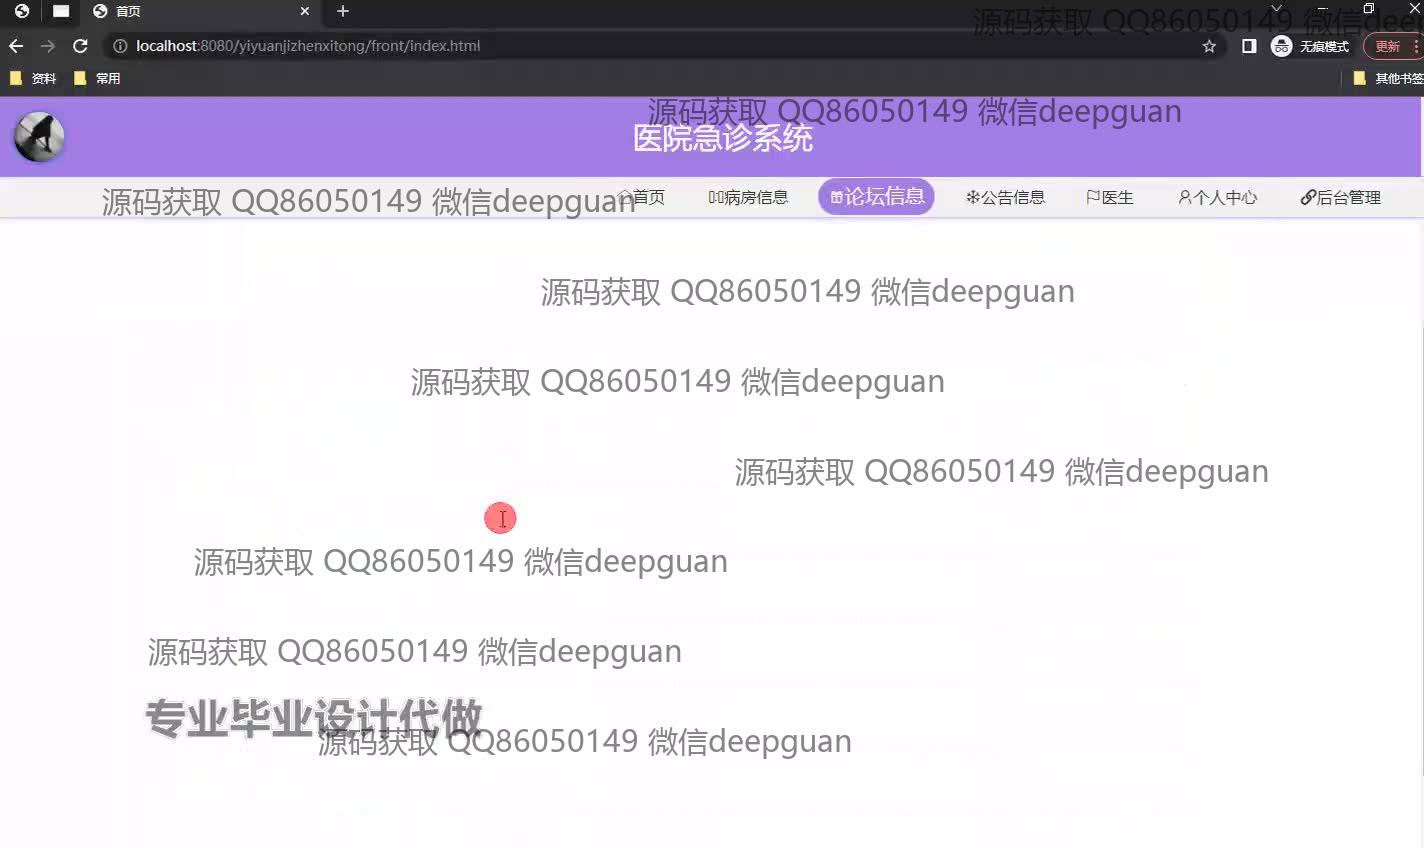 首页
源码获取 QQ86050149 微信deep
localhost:8080/yiyuanjizhenxitong/front/index.html
无痕模式
更新
资料
常用
其他书签
源码获取 QQ86050149 微信deepguan
医院急诊系统
源码获取 QQ86050149 微信deepguan
首页
病房信息
论坛信息
公告信息
医生
个人中心
后台管理
源码获取 QQ86050149 微信deepguan
源码获取 QQ86050149 微信deepguan
源码获取 QQ86050149 微信deepguan
源码获取 QQ86050149 微信deepguan
源码获取 QQ86050149 微信deepguan
专业毕业设计代做
源码获取 QQ86050149 微信deepguan